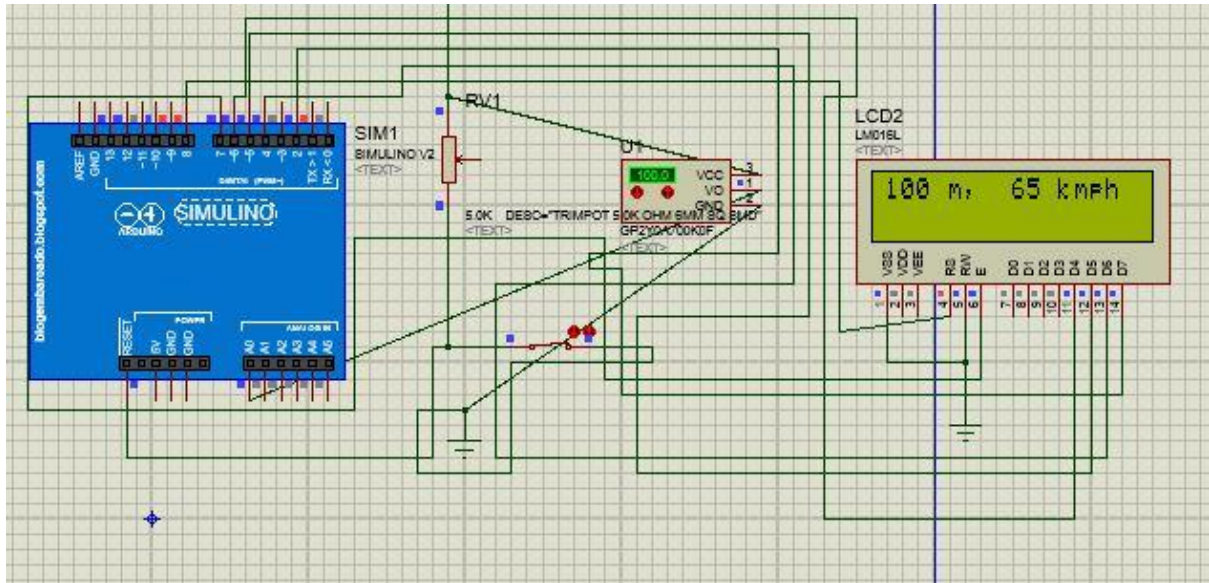 SIM1
SIMULINO V2
<TEXT>
blogembarcado.blogspot.com
AREF
GND
13
12
~11
~10
~9
8
7
~6
~5
4
~3
2
TX > 1
RX < 0
DIGITAL (PWM~)
ARDUINO
SIMULINO
POWER
RESET
5V
GND
GND
ANALOG IN
A0
A1
A2
A3
A4
A5
RV1
5.0K DESC="TRIMPOT 5.0K OHM 6MM SQ SMD"
<TEXT>
U1
100.0
VCC
VO
GND
3
1
2
GP2Y0A700K0F
<TEXT>
LCD2
LM016L
<TEXT>
100 m, 65 kmph
VSS
VDD
VEE
RS
RW
E
D0
D1
D2
D3
D4
D5
D6
D7
1
2
3
4
5
6
7
8
9
10
11
12
13
14